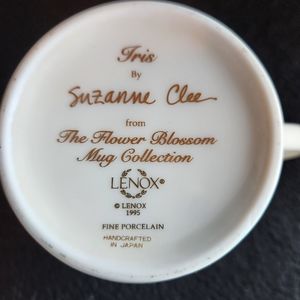 Iris
By
Suzanne Clee
from
The Flower Blossom
Mug Collection
LENOX®
© LENOX
1995
FINE PORCELAIN
HANDCRAFTED
IN JAPAN